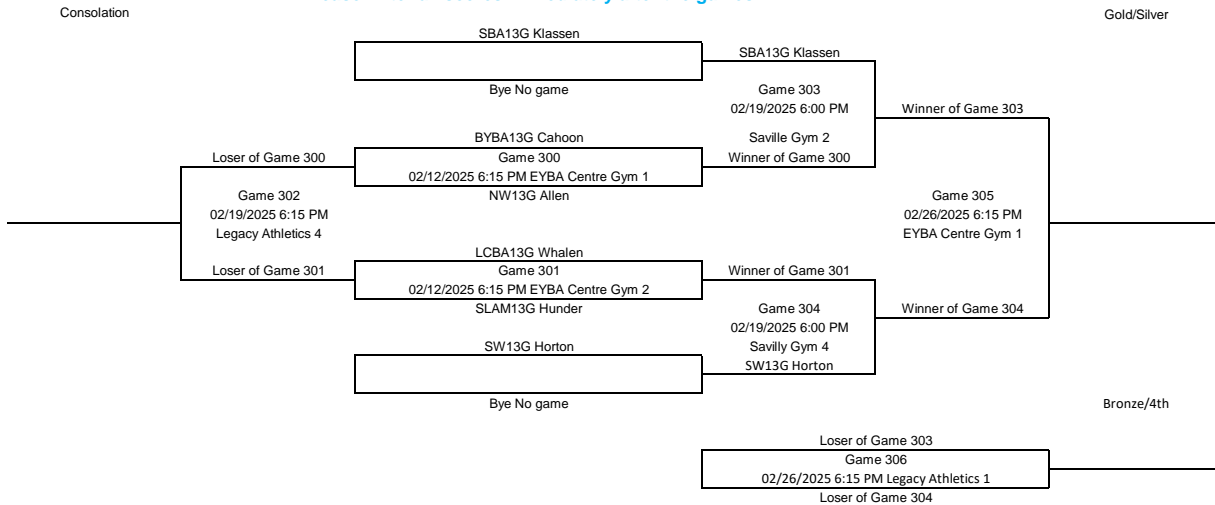 Consolation
Gold/Silver
SBA13G Klassen
SBA13G Klassen
Bye No game
Game 303
02/19/2025 6:00 PM
Winner of Game 303
BYBA13G Cahoon
Saville Gym 2
Loser of Game 300
Game 300
Winner of Game 300
02/12/2025 6:15 PM EYBA Centre Gym 1
NW13G Allen
Game 302
02/19/2025 6:15 PM
Legacy Athletics 4
Game 305
02/26/2025 6:15 PM
EYBA Centre Gym 1
LCBA13G Whalen
Loser of Game 301
Game 301
Winner of Game 301
02/12/2025 6:15 PM EYBA Centre Gym 2
SLAM13G Hunder
Game 304
Winner of Game 304
02/19/2025 6:00 PM
SW13G Horton
Savilly Gym 4
SW13G Horton
Bye No game
Bronze/4th
Loser of Game 303
Game 306
02/26/2025 6:15 PM Legacy Athletics 1
Loser of Game 304